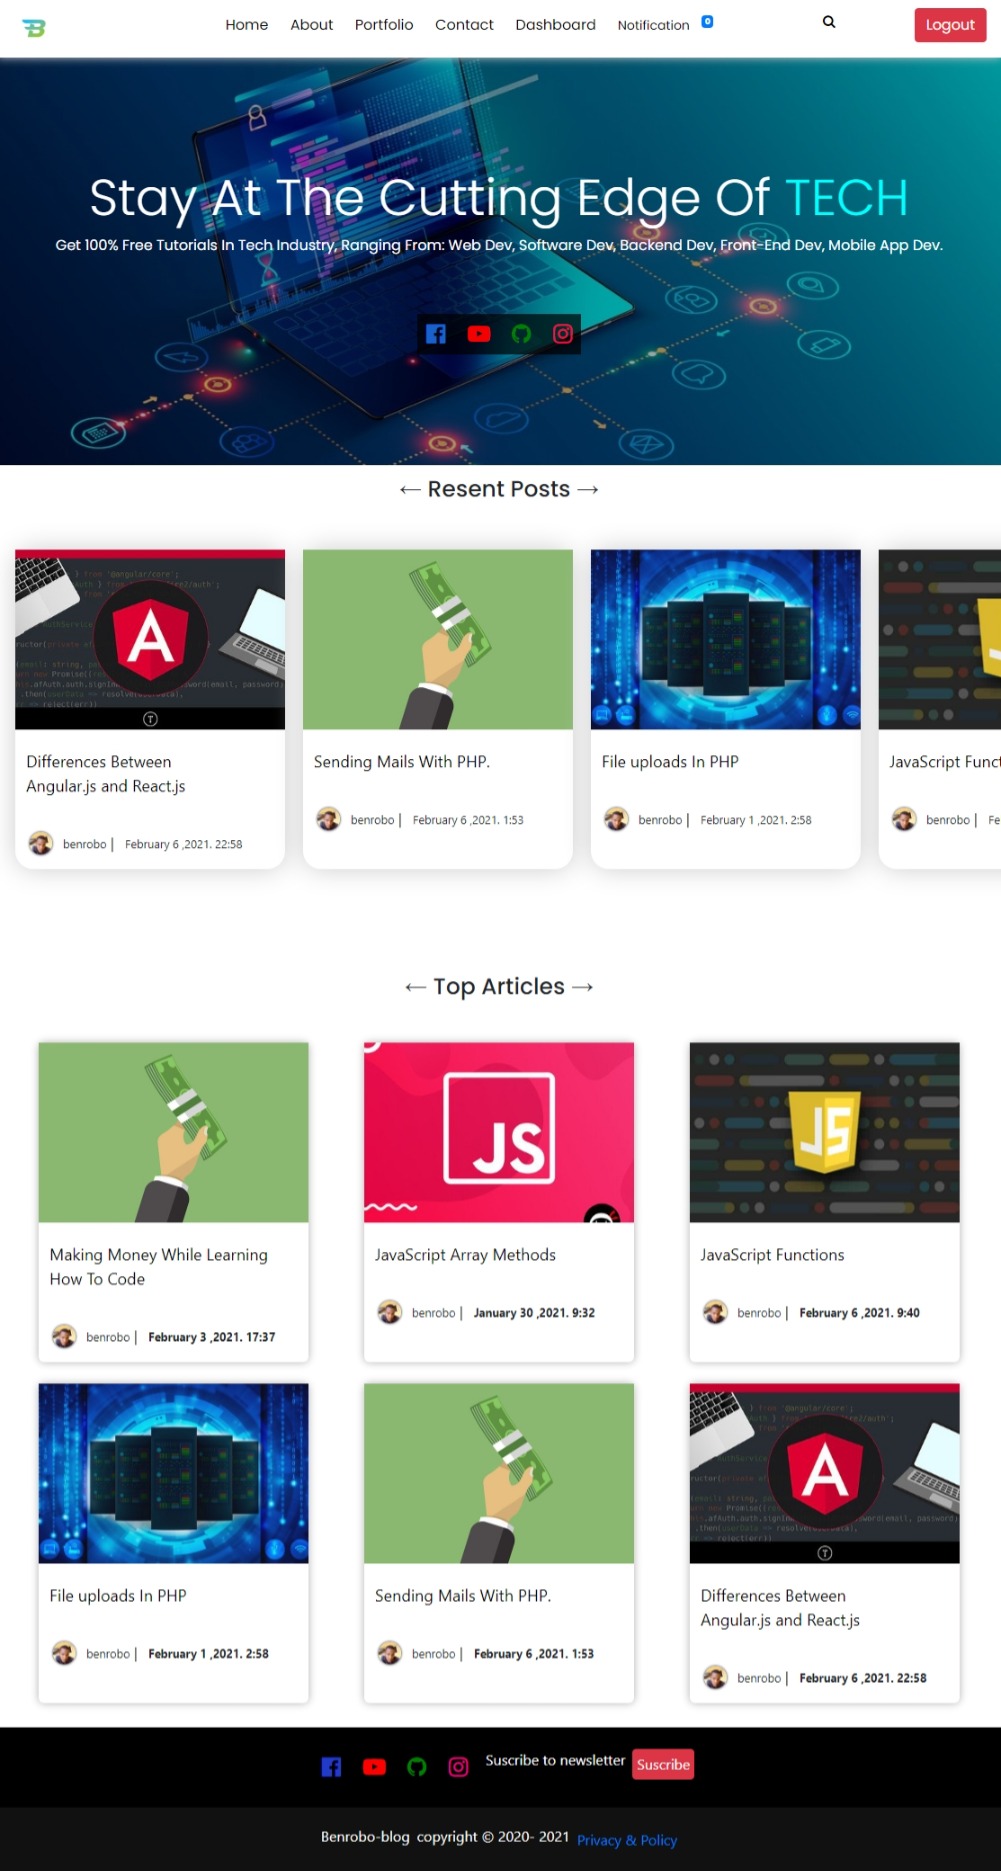 B
Home About Portfolio Contact Dashboard Notification 0
Logout
Stay At The Cutting Edge Of TECH
Get 100% Free Tutorials In Tech Industry, Ranging From: Web Dev, Software Dev, Backend Dev, Front-End Dev, Mobile App Dev.
← Resent Posts →
A
T
Differences Between
Angular.js and React.js
benrobo | February 6 ,2021. 22:58
Sending Mails With PHP.
benrobo | February 6 ,2021. 1:53
File uploads In PHP
benrobo | February 1 ,2021. 2:58
JavaScript Funct
benrobo | Fe
← Top Articles →
Making Money While Learning
How To Code
benrobo | February 3 ,2021. 17:37
JS
JavaScript Array Methods
benrobo | January 30 ,2021. 9:32
JS
JavaScript Functions
benrobo | February 6 ,2021. 9:40
File uploads In PHP
benrobo | February 1 ,2021. 2:58
Sending Mails With PHP.
benrobo | February 6 ,2021. 1:53
A
T
Differences Between
Angular.js and React.js
benrobo | February 6 ,2021. 22:58
Suscribe to newsletter Suscribe
Benrobo-blog copyright © 2020- 2021 Privacy & Policy